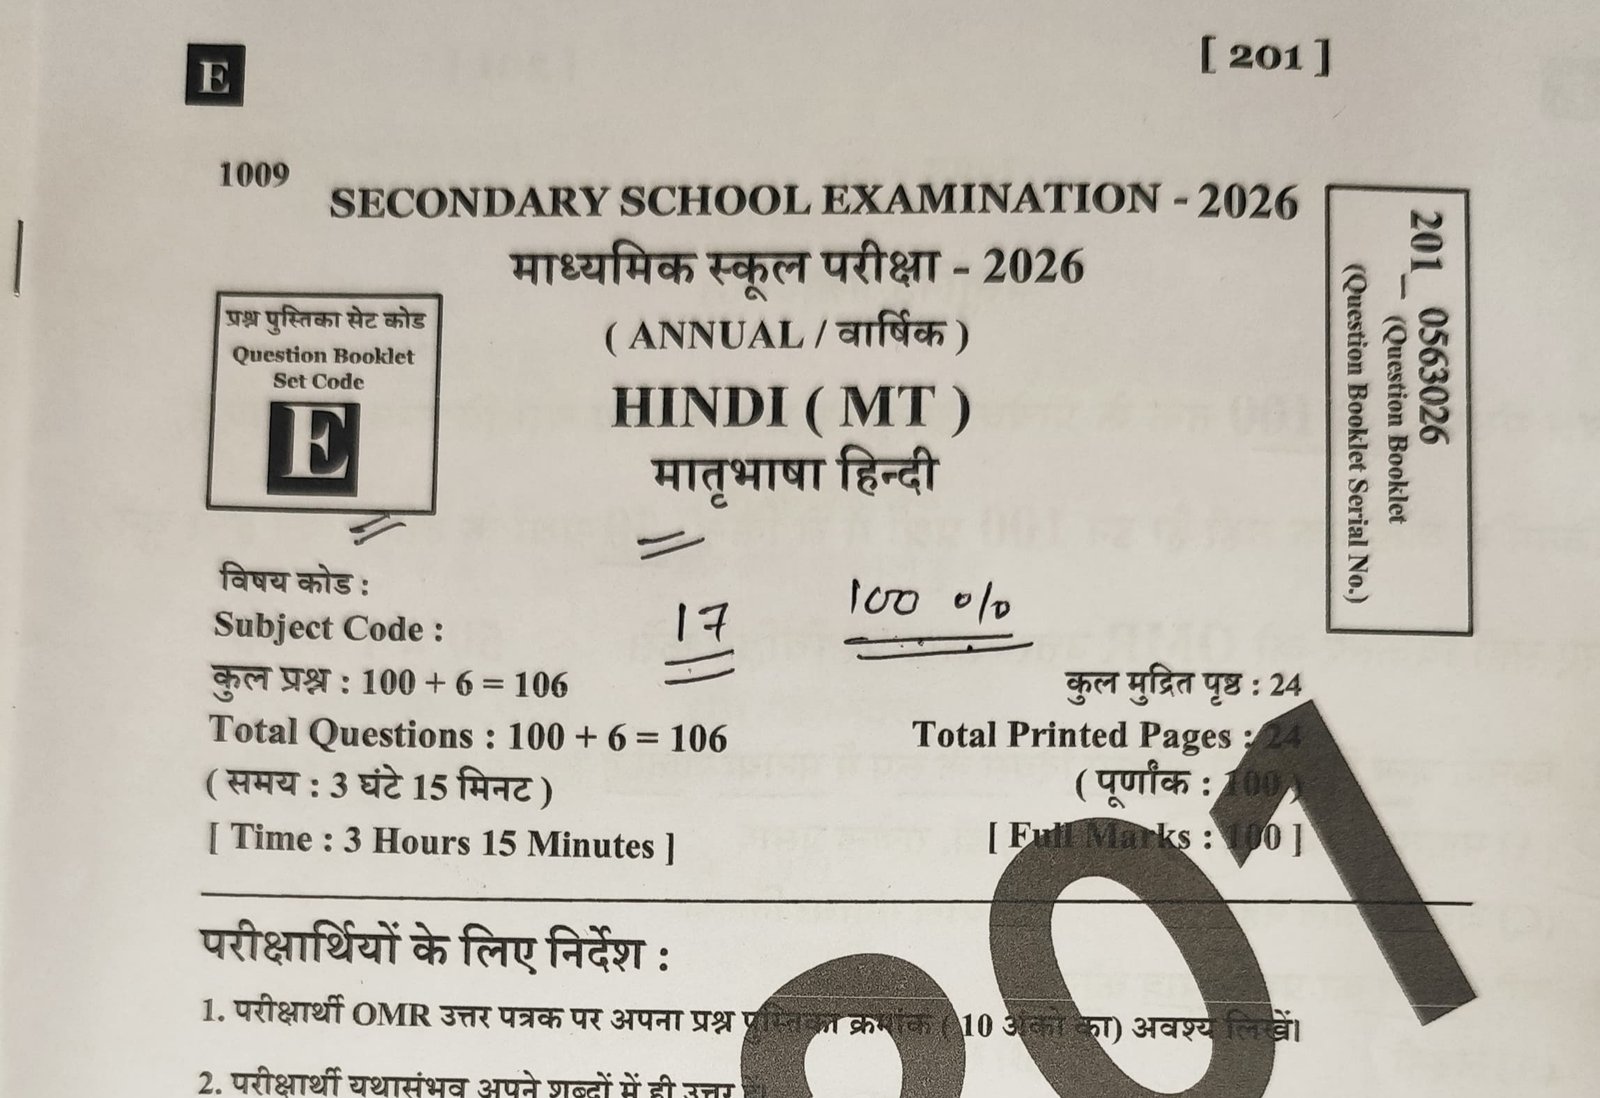 E
[ 201 ]
1009
SECONDARY SCHOOL EXAMINATION - 2026
माध्यमिक स्कूल परीक्षा - 2026
( ANNUAL / वार्षिक )
HINDI ( MT )
मातृभाषा हिन्दी
प्रश्न पुस्तिका सेट कोड
Question Booklet
Set Code
E
201_ 0563026
(Question Booklet
(Question Booklet Serial No.)
विषय कोड :
Subject Code :
17
100 %
कुल प्रश्न : 100 + 6 = 106
कुल मुद्रित पृष्ठ : 24
Total Questions : 100 + 6 = 106
Total Printed Pages : 24
( समय : 3 घंटे 15 मिनट )
( पूर्णांक : 100 )
[ Time : 3 Hours 15 Minutes ]
[ Full Marks : 100 ]
परीक्षार्थियों के लिए निर्देश :
1. परीक्षार्थी OMR उत्तर पत्रक पर अपना प्रश्न पुस्तिका क्रमांक ( 10 अंको का) अवश्य लिखें।
2. परीक्षार्थी यथासंभव अपने शब्दों में ही उत्तर
001